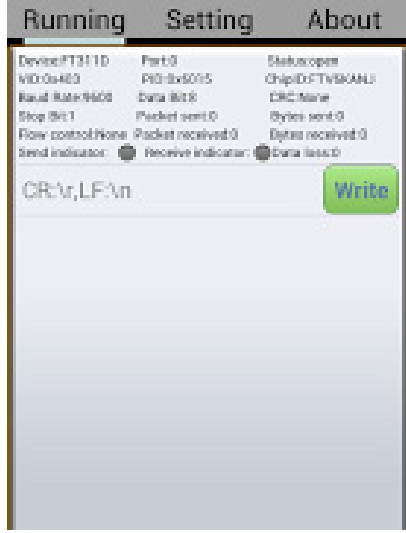 Running Setting About
Device:FT311D Port:0 Status:open
VID:0x403 PID:0x6015 ChipID:
Baud Rate:9600 Data Bit:8 CRC:None
Stop Bit:1 Packet sent:0 Bytes sent:0
Flow control:None Packet received:0 Bytes received:0
Send indicator: Receive indicator: Data loss:0
CR:\r,LF:\n Write